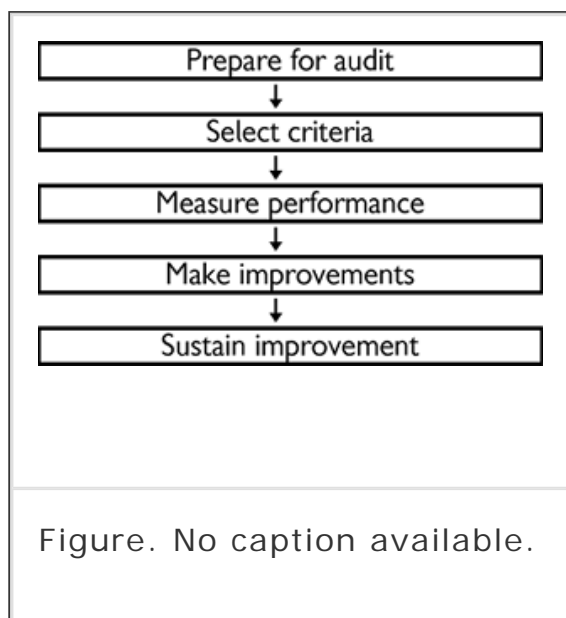 Prepare for audit
Select criteria
Measure performance
Make improvements
Sustain improvement
Figure. No caption available.